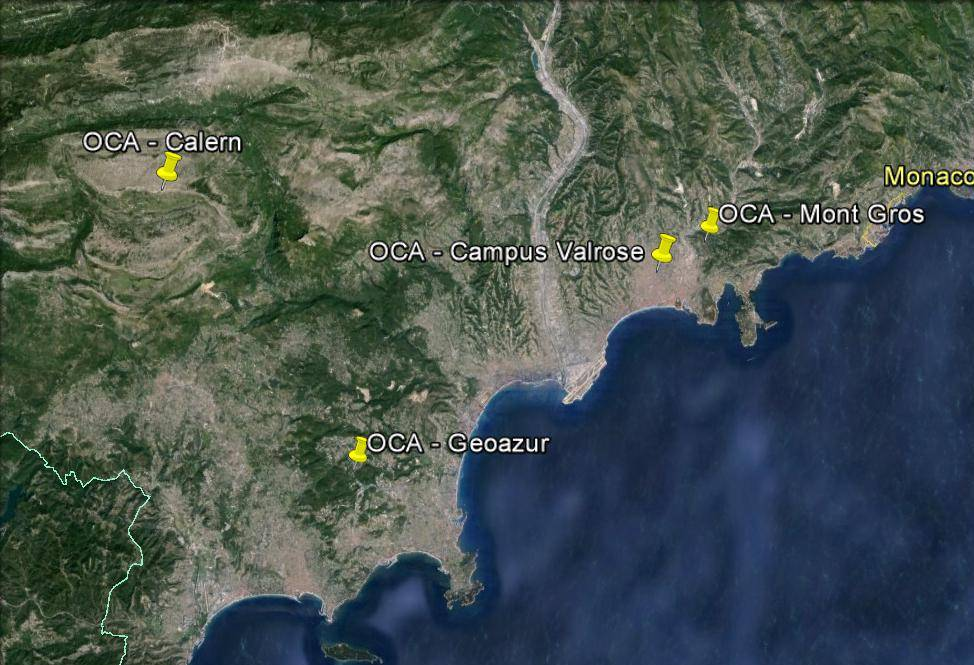 OCA - Calern
Monaco
OCA - Mont Gros
OCA - Campus Valrose
OCA - Geoazur